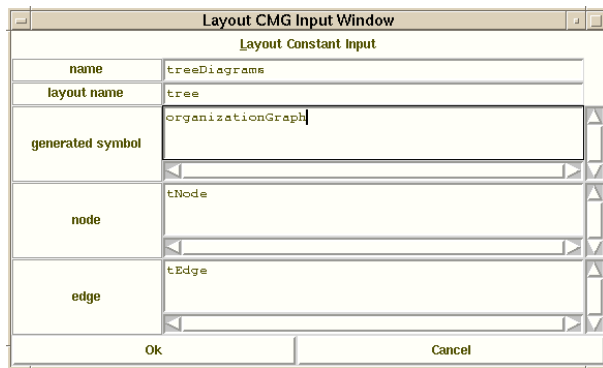 Layout CMG Input Window
Layout Constant Input
name treeDiagrams
layout name tree
generated symbol organizationGraph
node tNode
edge tEdge
Ok Cancel